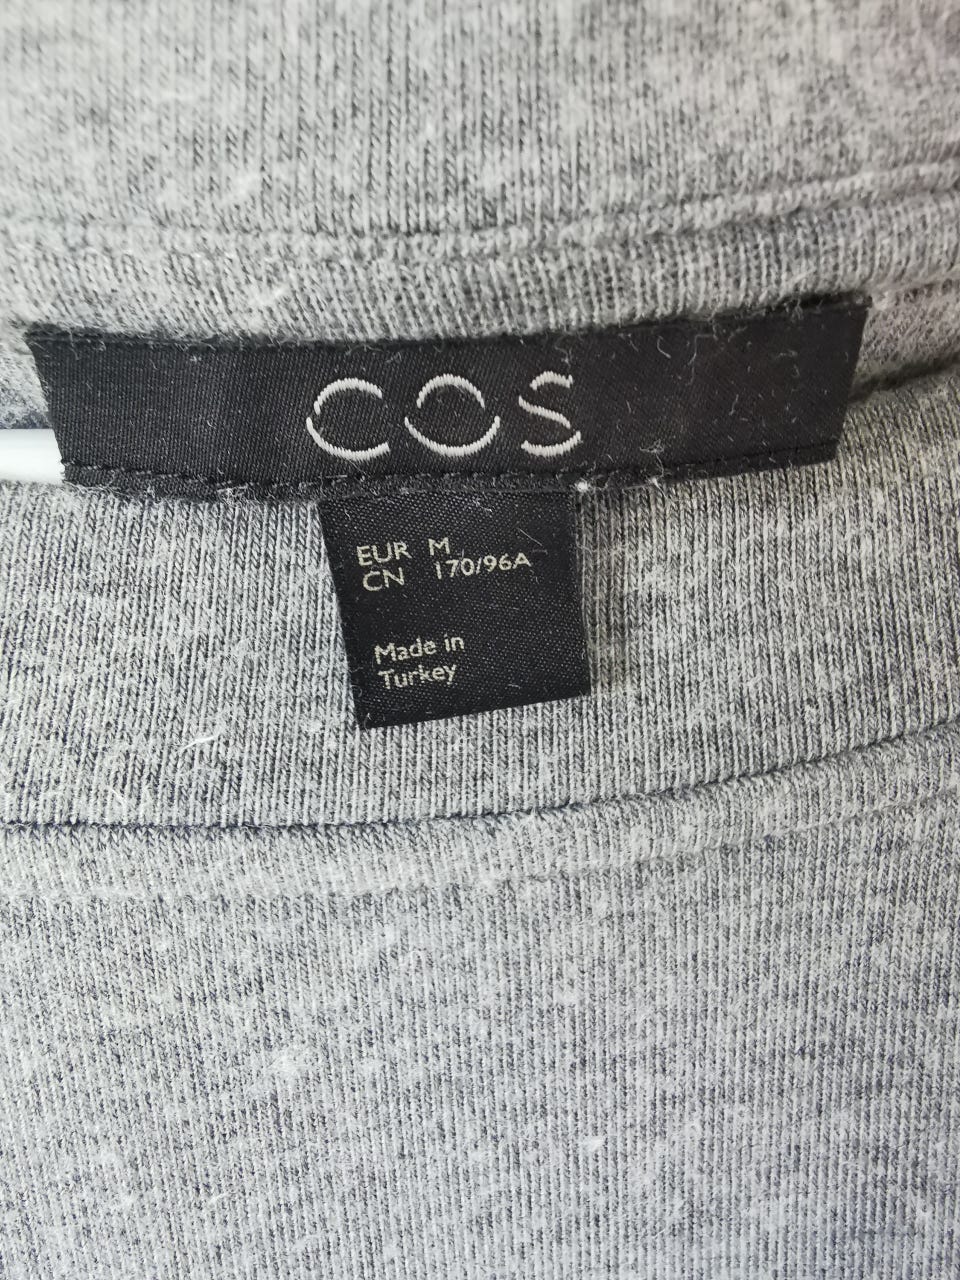 COS
EUR M
CN 170/96A
Made in
Turkey